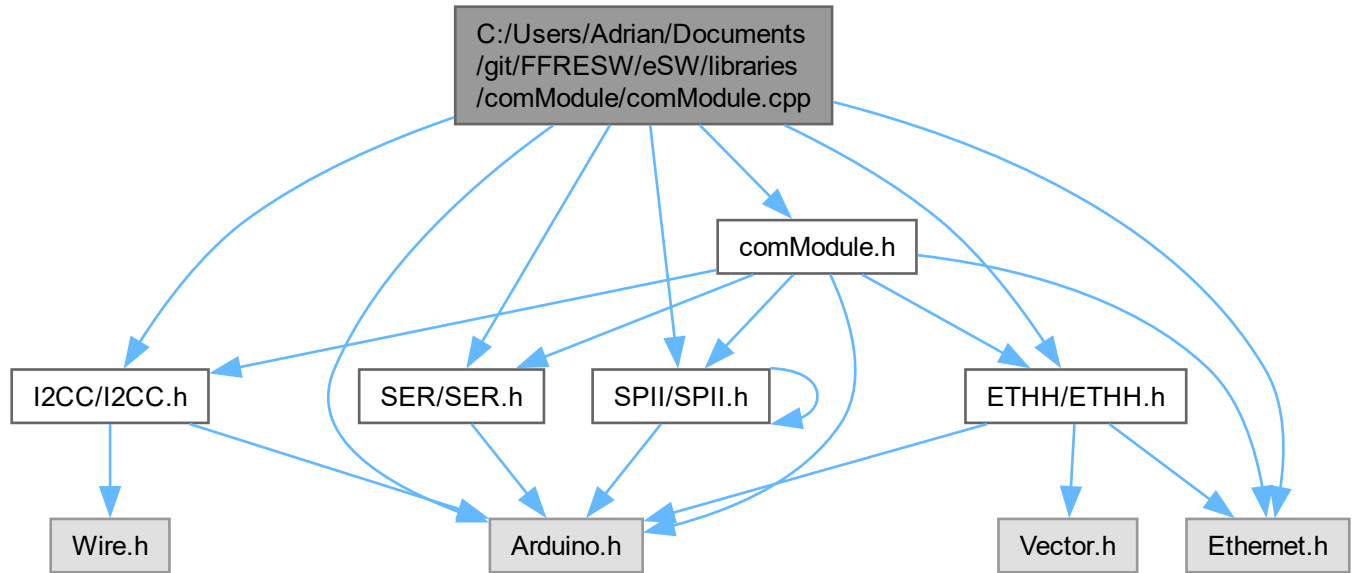 C:/Users/Adrian/Documents
/git/FFRESW/eSW/libraries
/comModule/comModule.cpp
comModule.h
I2CC/I2CC.h
SER/SER.h
SPII/SPII.h
ETHH/ETHH.h
Wire.h
Arduino.h
Vector.h
Ethernet.h